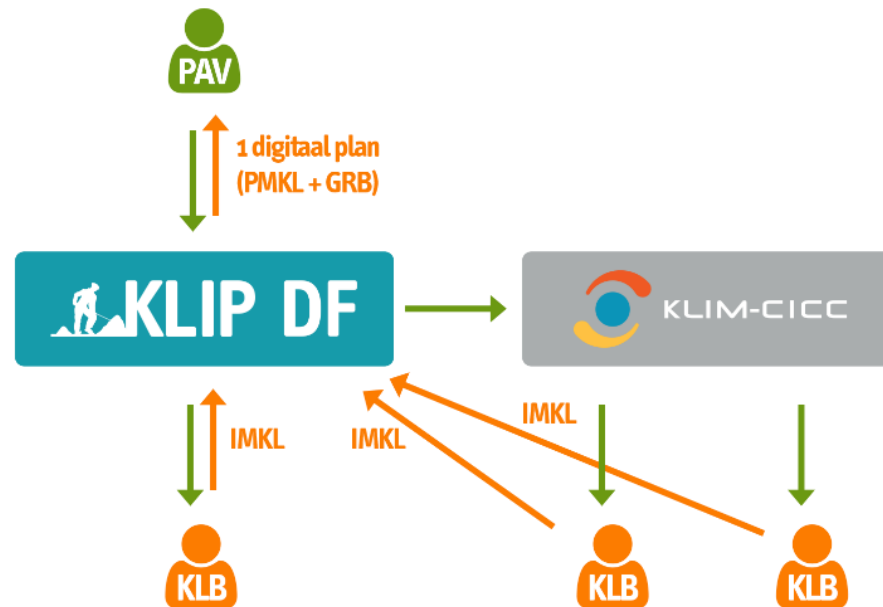 PAV
1 digitaal plan
(PMKL + GRB)
KLIP DF
KLIM-CICC
IMKL
IMKL
IMKL
KLB
KLB
KLB